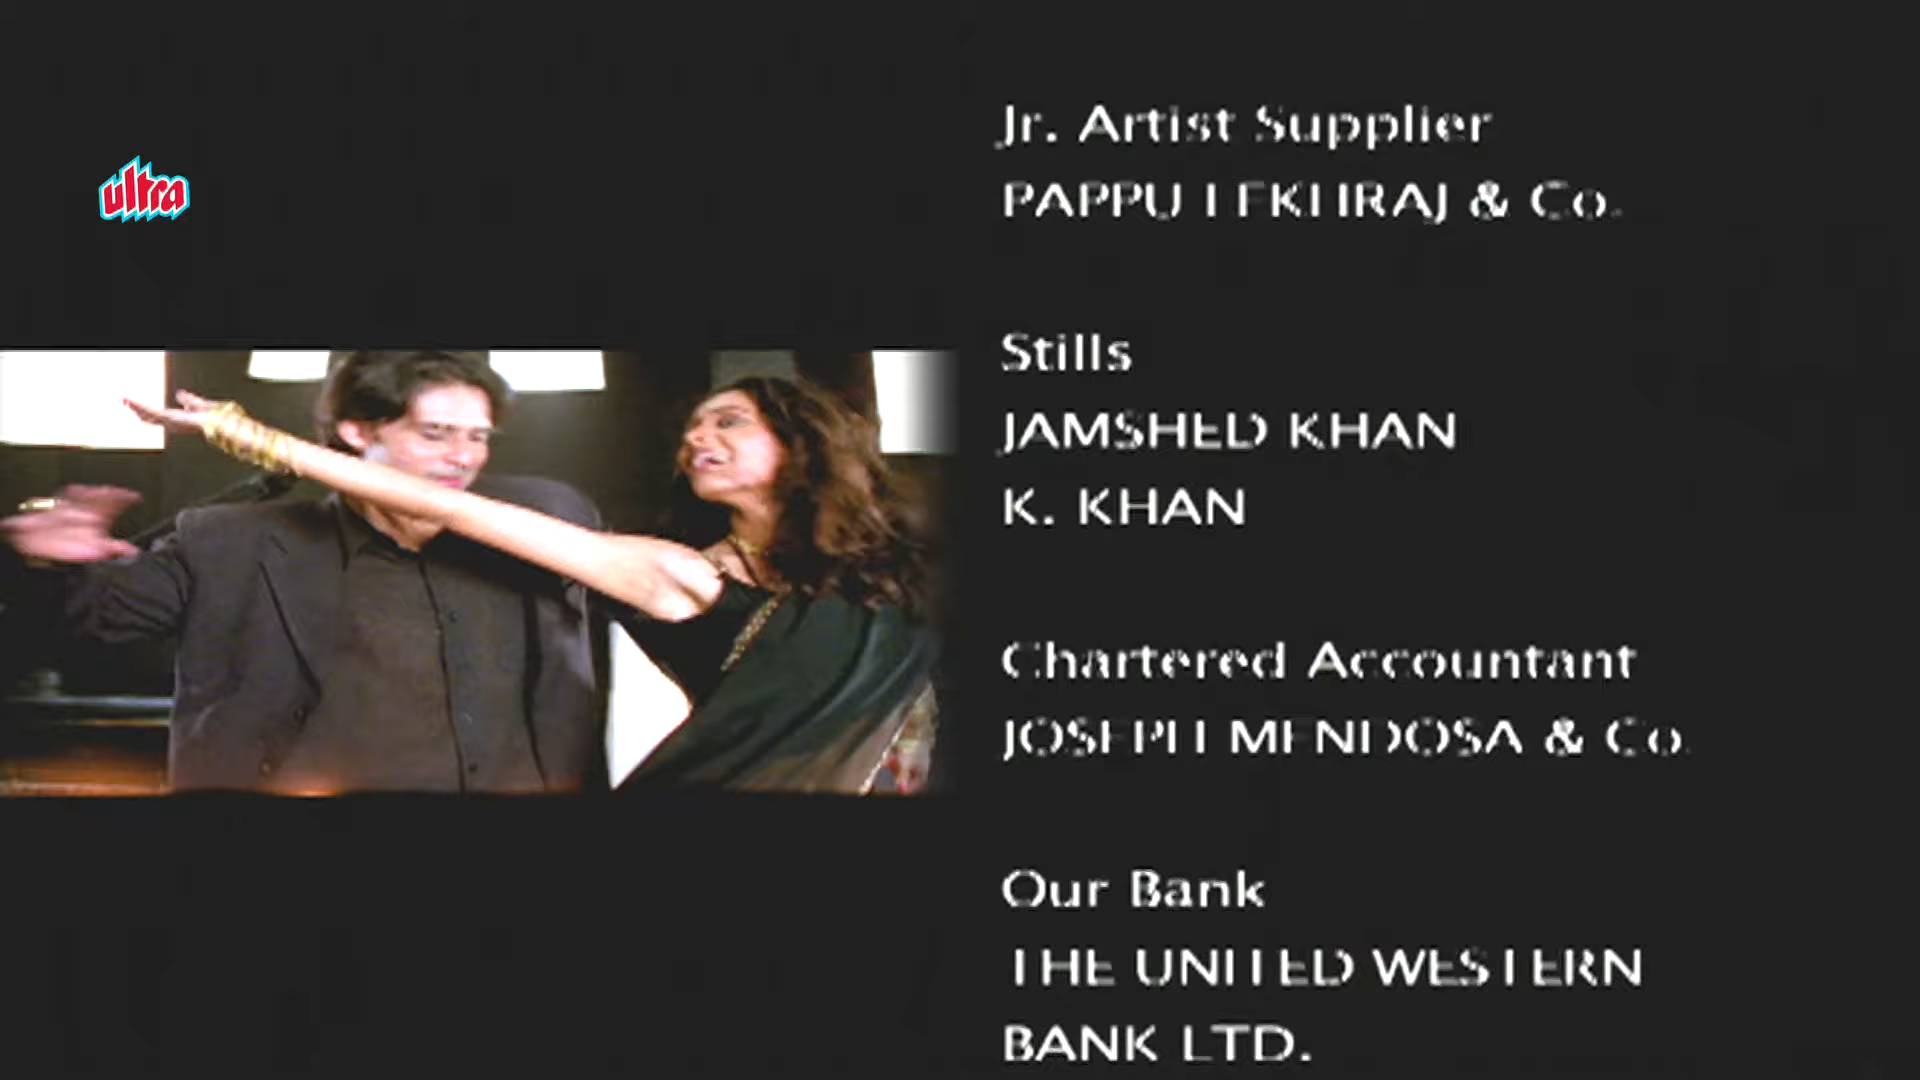 ultra
Jr. Artist Supplier
PAPPU LEKHRAJ & Co.
Stills
JAMSHED KHAN
K. KHAN
Chartered Accountant
JOSEPH MENDOSA & Co.
Our Bank
THE UNITED WESTERN
BANK LTD.